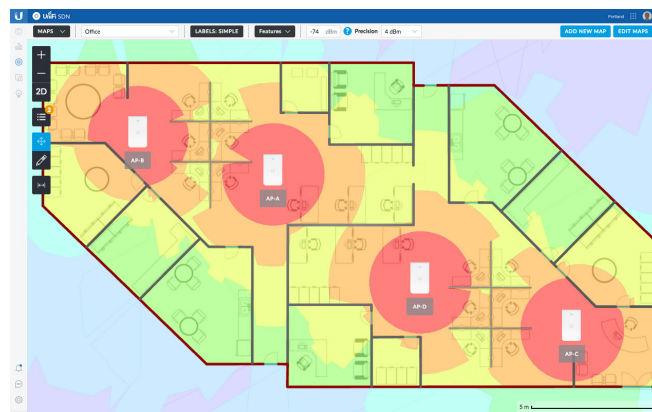 U UniFi SDN
Portland
MAPS Office LABELS: SIMPLE Features -74 dBm ? Precision 4 dBm ADD NEW MAP EDIT MAPS
2D
AP-B
AP-A
AP-D
AP-C
5 m